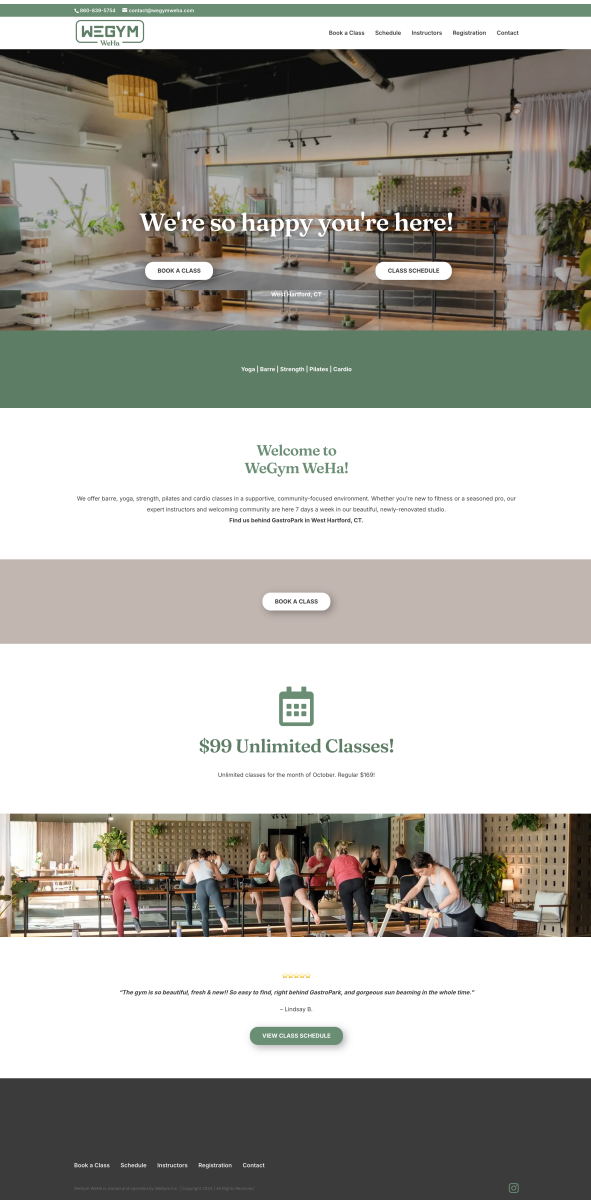 860-839-5754 contact@wegymweha.com
WEGYM
WeHa
Book a Class Schedule Instructors Registration Contact
We're so happy you're here!
BOOK A CLASS
CLASS SCHEDULE
West Hartford, CT
Yoga | Barre | Strength | Pilates | Cardio
Welcome to
WeGym WeHa!
We offer barre, yoga, strength, pilates and cardio classes in a supportive, community-focused environment. Whether you're new to fitness or a seasoned pro, our
expert instructors and welcoming community are here 7 days a week in our beautiful, newly-renovated studio.
Find us behind GastroPark in West Hartford, CT.
BOOK A CLASS
$99 Unlimited Classes!
Unlimited classes for the month of October. Regular $169!
"The gym is so beautiful, fresh & new!! So easy to find, right behind GastroPark, and gorgeous sun beaming in the whole time."
– Lindsay B.
VIEW CLASS SCHEDULE
Book a Class Schedule Instructors Registration Contact